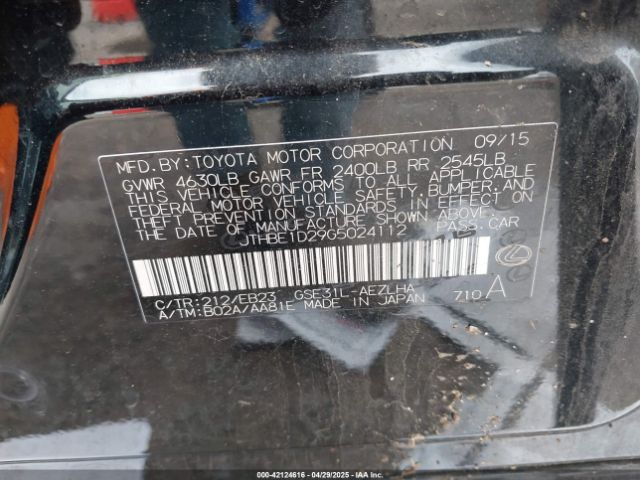 MFD. BY: TOYOTA MOTOR CORPORATION 09/15
GVWR 4630LB GAWR FR 2400LB RR 2545LB
THIS VEHICLE CONFORMS TO ALL APPLICABLE
FEDERAL MOTOR VEHICLE SAFETY, BUMPER, AND
THEFT PREVENTION STANDARDS IN EFFECT ON
THE DATE OF MANUFACTURE SHOWN ABOVE.
JTHBE1D29G5024112 PASS. CAR
C/TR: 212/EB23 GSE31L-AEZLHA
A/TM: B02A/AA81E MADE IN JAPAN 710A
000-42124616 | 04/29/2025 | IAAI.COM